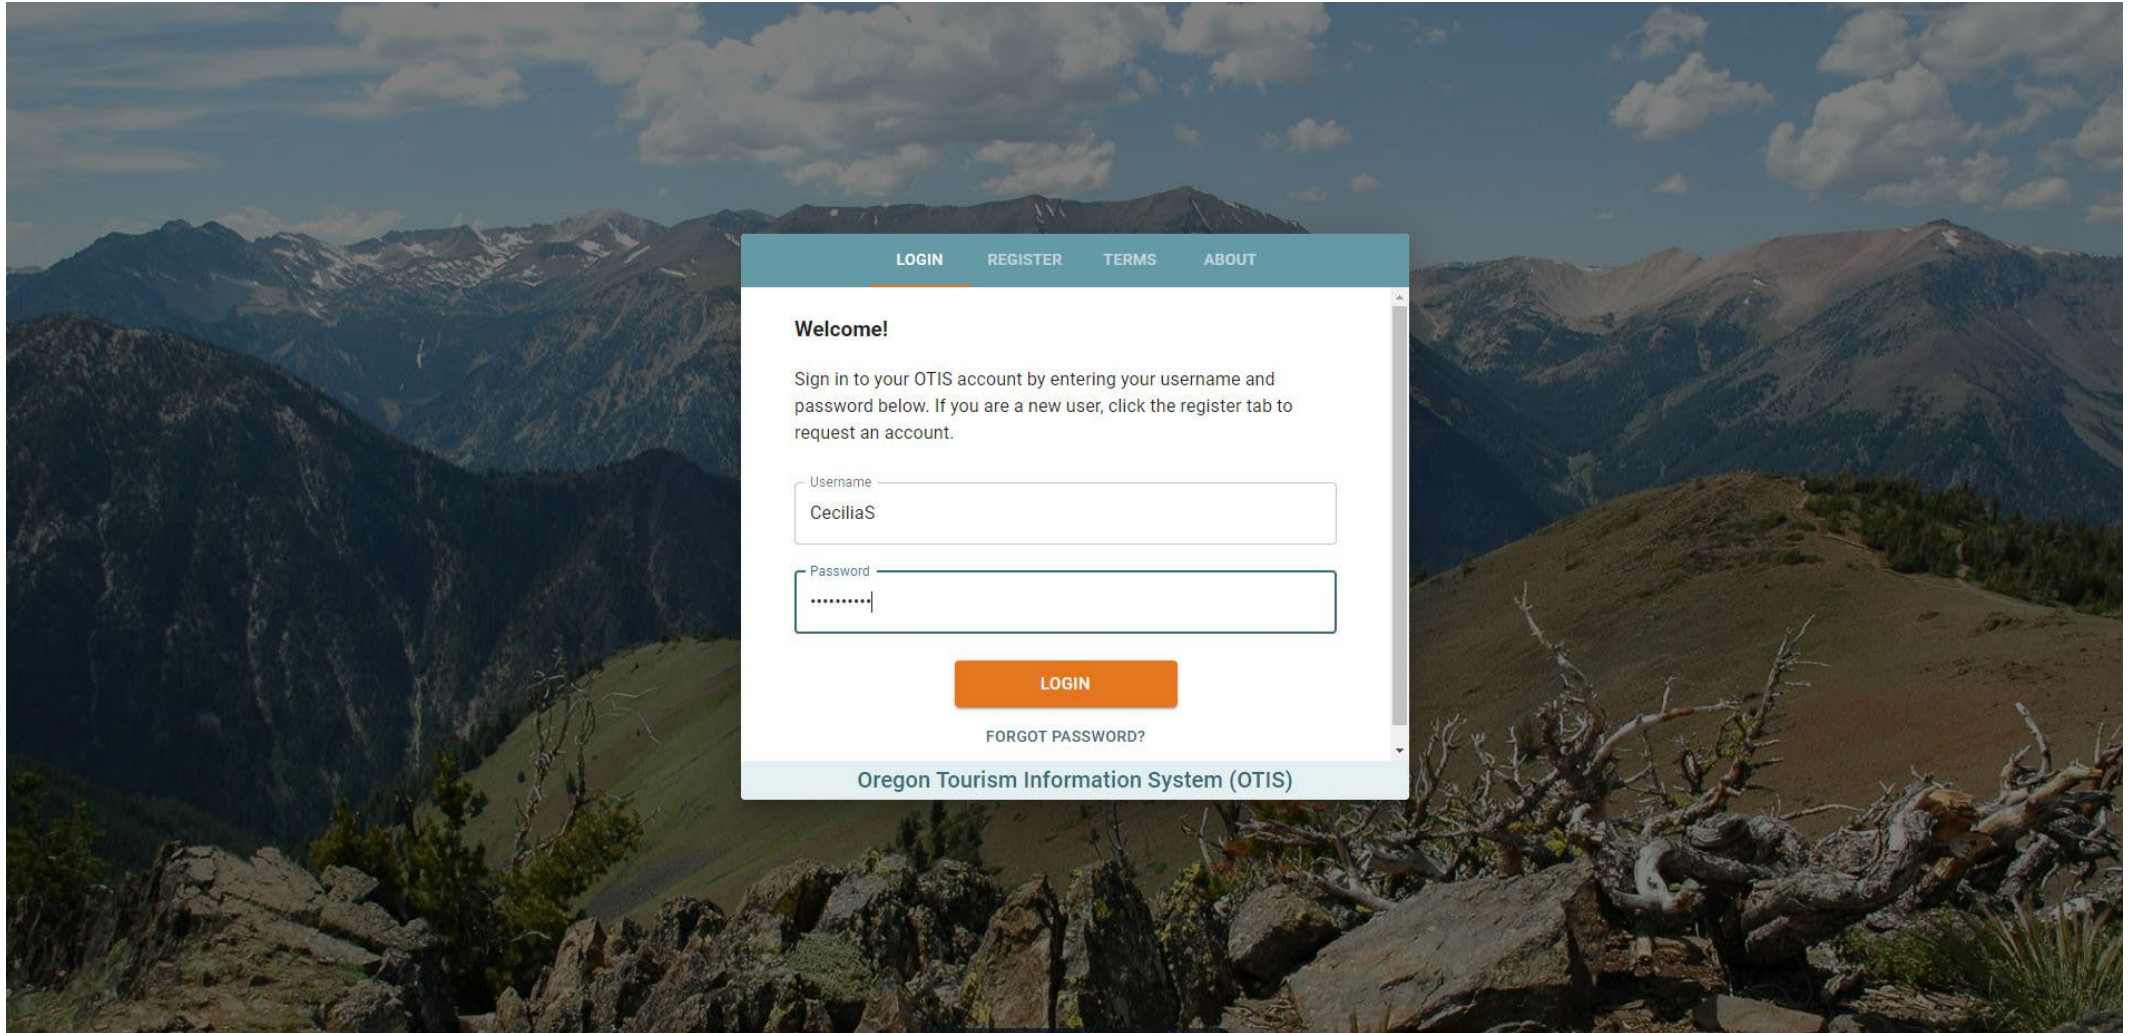 LOGIN REGISTER TERMS ABOUT
Welcome!
Sign in to your OTIS account by entering your username and
password below. If you are a new user, click the register tab to
request an account.
Username
CeciliaS
Password
••••••••••
LOGIN
FORGOT PASSWORD?
Oregon Tourism Information System (OTIS)